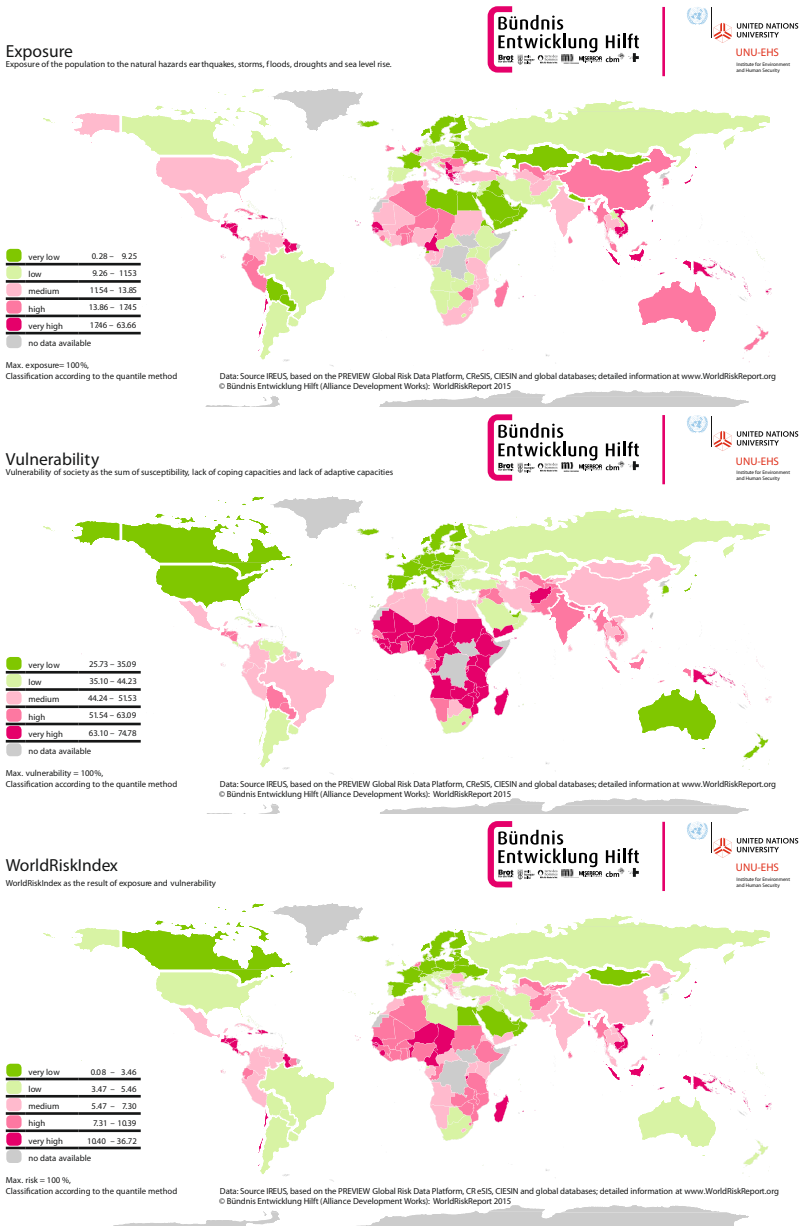 Bündnis
Entwicklung Hilft
Brot
MISEREOR
cbm
UNITED NATIONS
UNIVERSITY
UNU-EHS
Institute for Environment
and Human Security
Exposure
Exposure of the population to the natural hazards earthquakes, storms, floods, droughts and sea level rise.
very low 0.28 – 9.25
low 9.26 – 1153
medium 1154 – 13.85
high 13.86 – 1745
very high 1746 – 63.66
no data available
Max. exposure= 100%,
Classification according to the quantile method
Data: Source IREUS, based on the PREVIEW Global Risk Data Platform, CReSIS, CIESIN and global databases; detailed information at www.WorldRiskReport.org
© Bündnis Entwicklung Hilft (Alliance Development Works): WorldRiskReport 2015
Bündnis
Entwicklung Hilft
Brot
MISEREOR
cbm
UNITED NATIONS
UNIVERSITY
UNU-EHS
Institute for Environment
and Human Security
Vulnerability
Vulnerability of society as the sum of susceptibility, lack of coping capacities and lack of adaptive capacities
very low 25.73 – 35.09
low 35.10 – 44.23
medium 44.24 – 5153
high 51.54 – 63.09
very high 63.10 – 74.78
no data available
Max. vulnerability = 100%,
Classification according to the quantile method
Data: Source IREUS, based on the PREVIEW Global Risk Data Platform, CReSIS, CIESIN and global databases; detailed information at www.WorldRiskReport.org
© Bündnis Entwicklung Hilft (Alliance Development Works): WorldRiskReport 2015
Bündnis
Entwicklung Hilft
Brot
MISEREOR
cbm
UNITED NATIONS
UNIVERSITY
UNU-EHS
Institute for Environment
and Human Security
WorldRiskIndex
WorldRiskIndex as the result of exposure and vulnerability
very low 0.08 – 3.46
low 3.47 – 5.46
medium 5.47 – 7.30
high 7.31 – 10.39
very high 10.40 – 36.72
no data available
Max. risk = 100 %,
Classification according to the quantile method
Data: Source IREUS, based on the PREVIEW Global Risk Data Platform, CReSIS, CIESIN and global databases; detailed information at www.WorldRiskReport.org
© Bündnis Entwicklung Hilft (Alliance Development Works): WorldRiskReport 2015